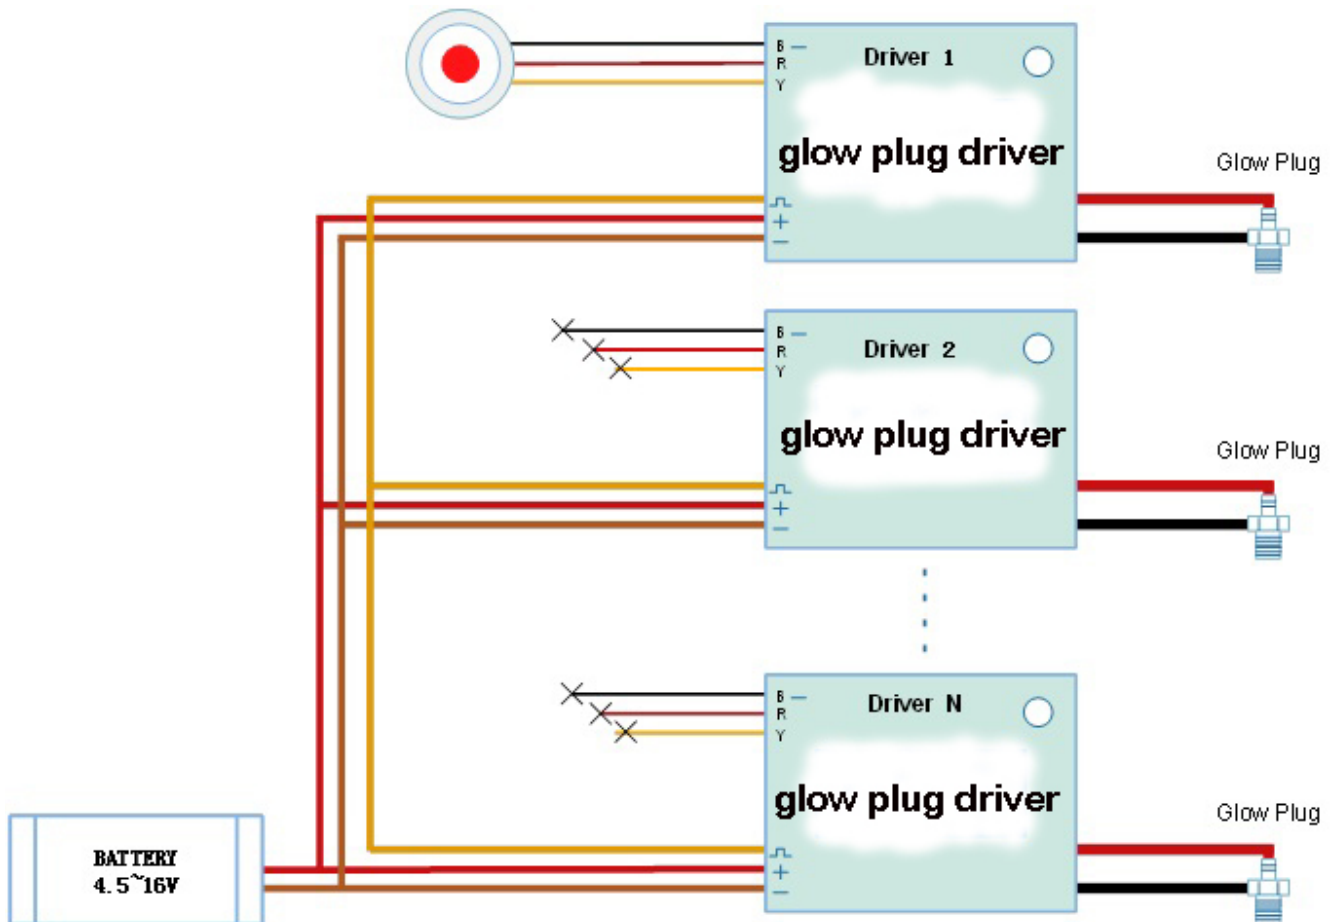 B —
Driver 1
R
Y
glow plug driver
Glow Plug
+
—
B —
Driver 2
R
Y
glow plug driver
Glow Plug
+
—
B —
Driver N
R
Y
glow plug driver
Glow Plug
BATTERY
4.5~16V
+
—